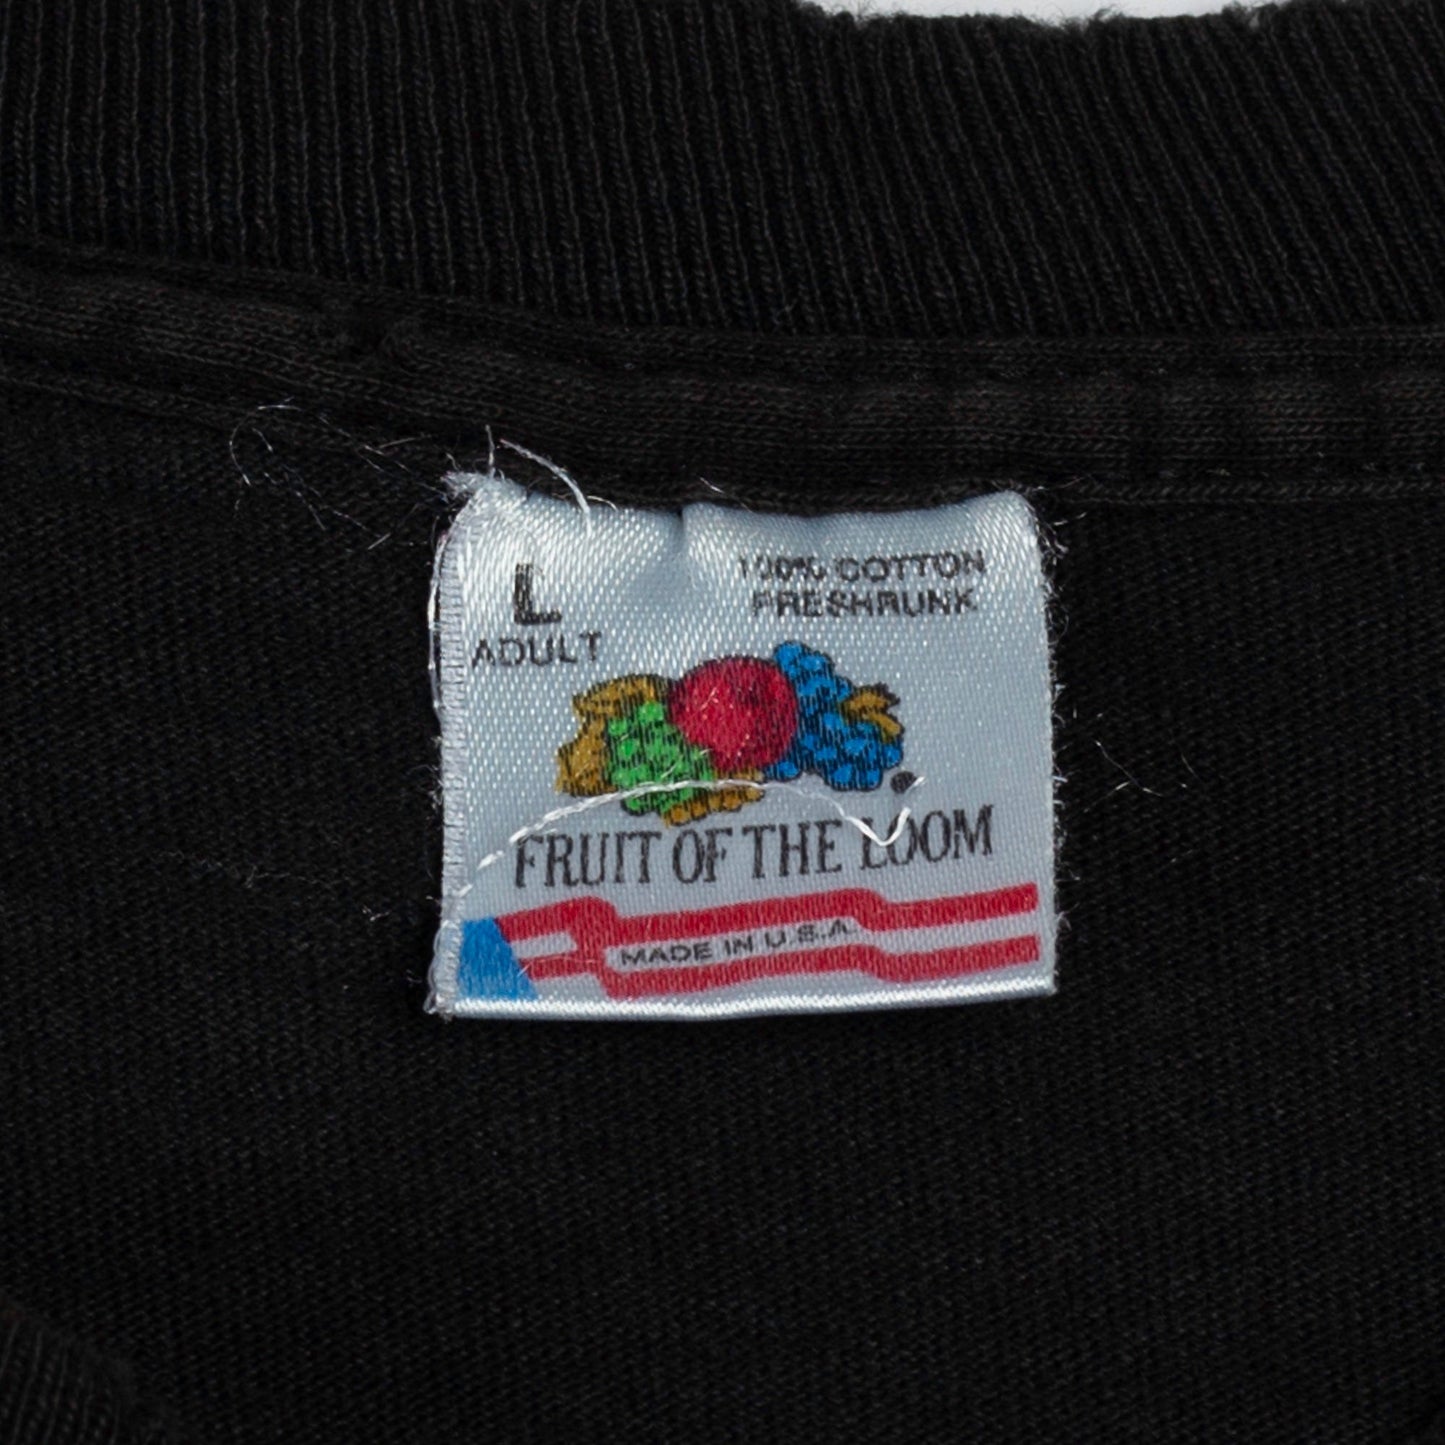 L
ADULT
100% COTTON
PRESHRUNK
FRUIT OF THE LOOM
MADE IN U.S.A.